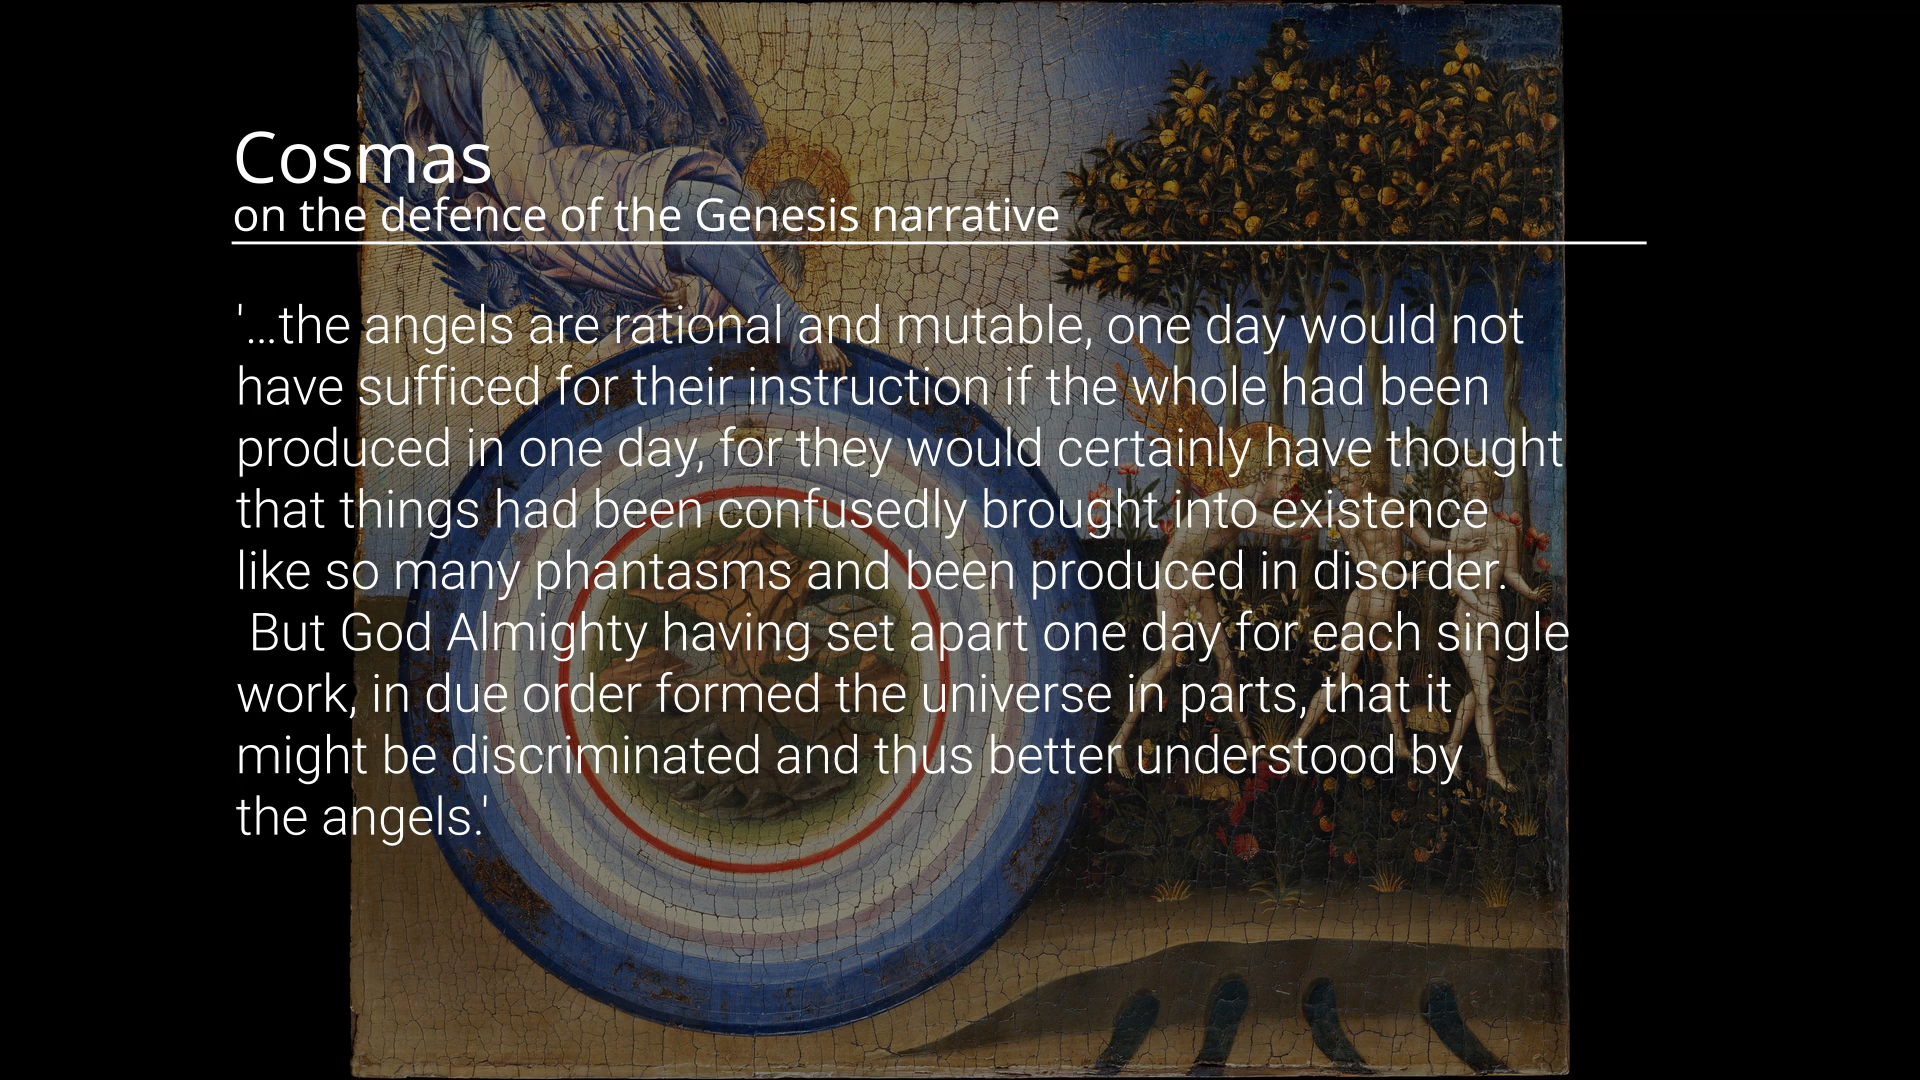 Cosmas
on the defence of the Genesis narrative
'...the angels are rational and mutable, one day would not
have sufficed for their instruction if the whole had been
produced in one day, for they would certainly have thought
that things had been confusedly brought into existence
like so many phantasms and been produced in disorder.
But God Almighty having set apart one day for each single
work, in due order formed the universe in parts, that it
might be discriminated and thus better understood by
the angels.'